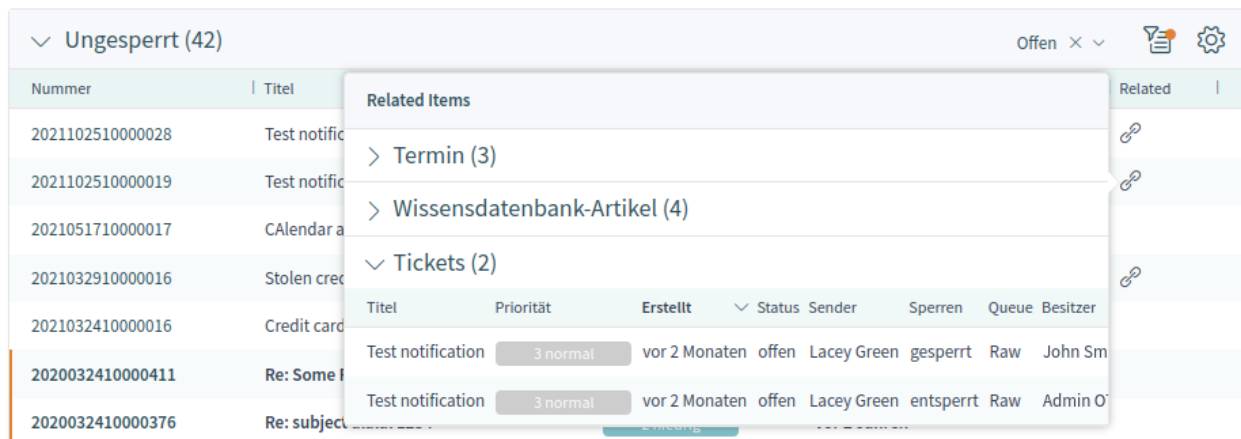 Ungesperrt (42) Offen
Nummer Titel Related
Related Items
2021102510000028 Test notific
Termin (3)
2021102510000019 Test notific
Wissensdatenbank-Artikel (4)
2021051710000017 CAlendar a
Tickets (2)
2021032910000016 Stolen cred
Titel Priorität Erstellt Status Sender Sperren Queue Besitzer
2021032410000016 Credit card
Test notification 3 normal vor 2 Monaten offen Lacey Green gesperrt Raw John Sm
2020032410000411 Re: Some
Test notification 3 normal vor 2 Monaten offen Lacey Green entsperrt Raw Admin O
2020032410000376 Re: subject